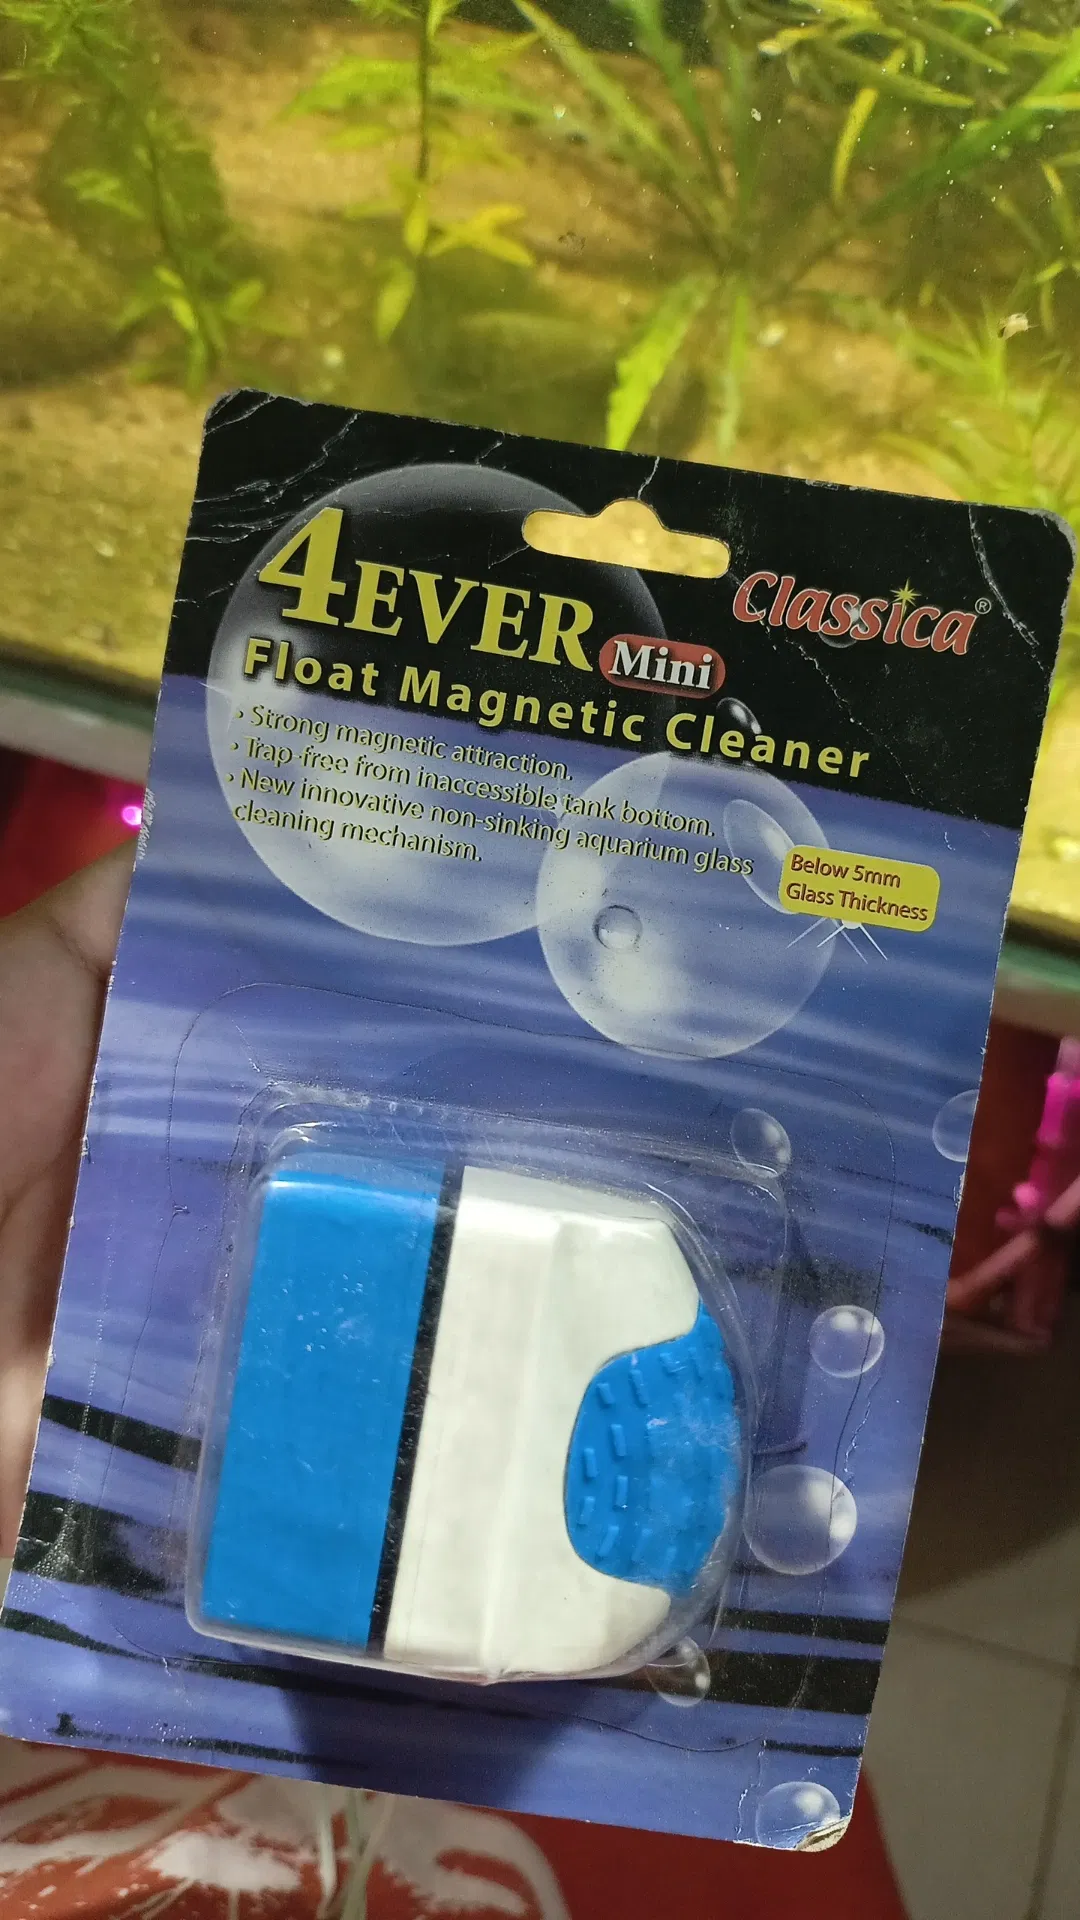 4EVER Mini
Classica®
Float Magnetic Cleaner
• Strong magnetic attraction.
• Trap-free from inaccessible tank bottom.
• New innovative non-sinking aquarium glass
cleaning mechanism.
Below 5mm
Glass Thickness